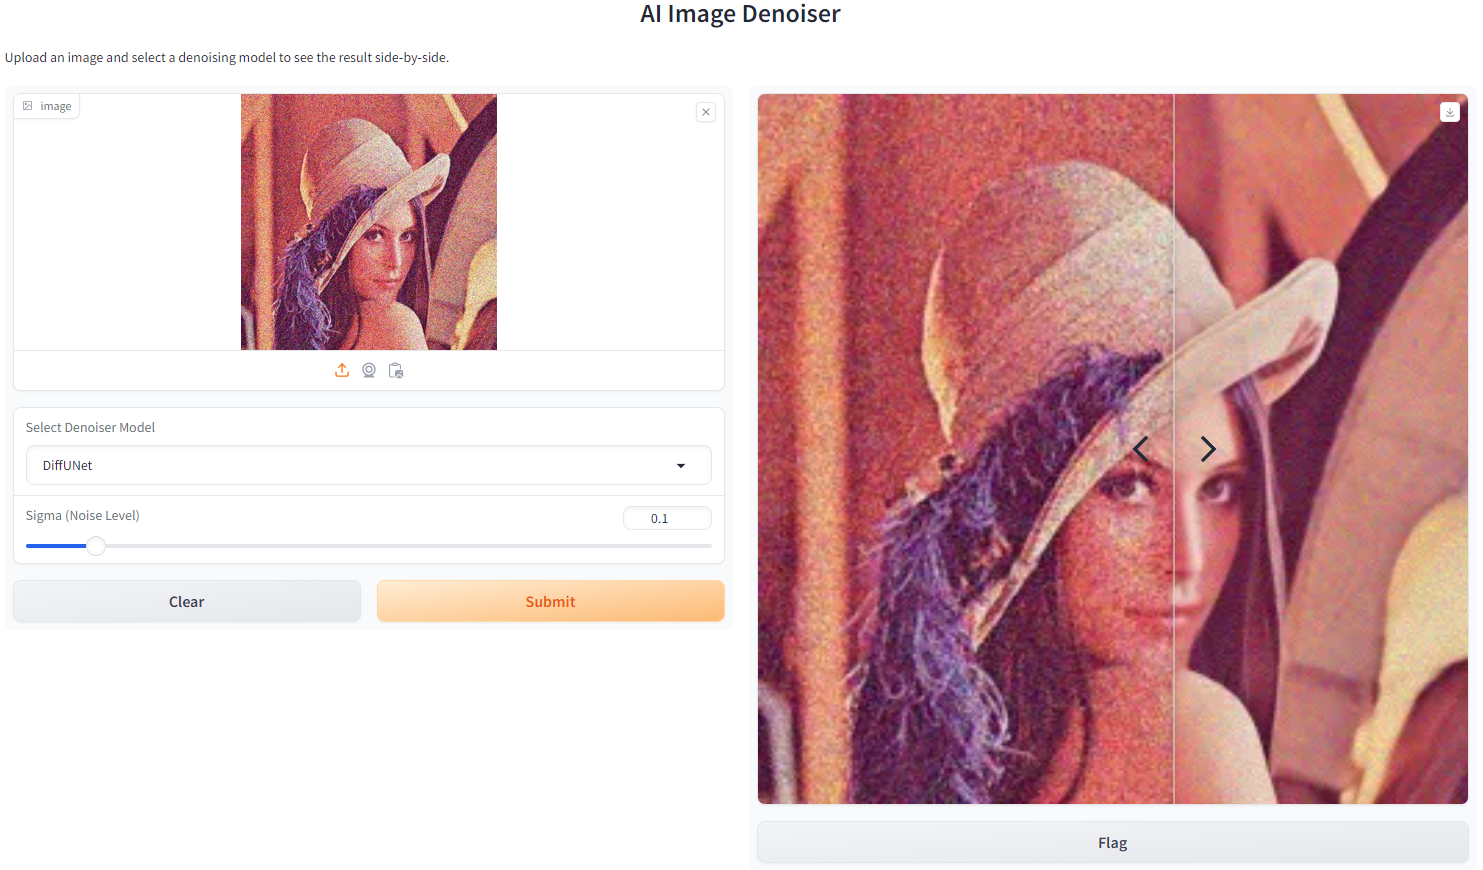 AI Image Denoiser
Upload an image and select a denoising model to see the result side-by-side.
image
Select Denoiser Model
DiffUNet
Sigma (Noise Level)
0.1
Clear
Submit
Flag